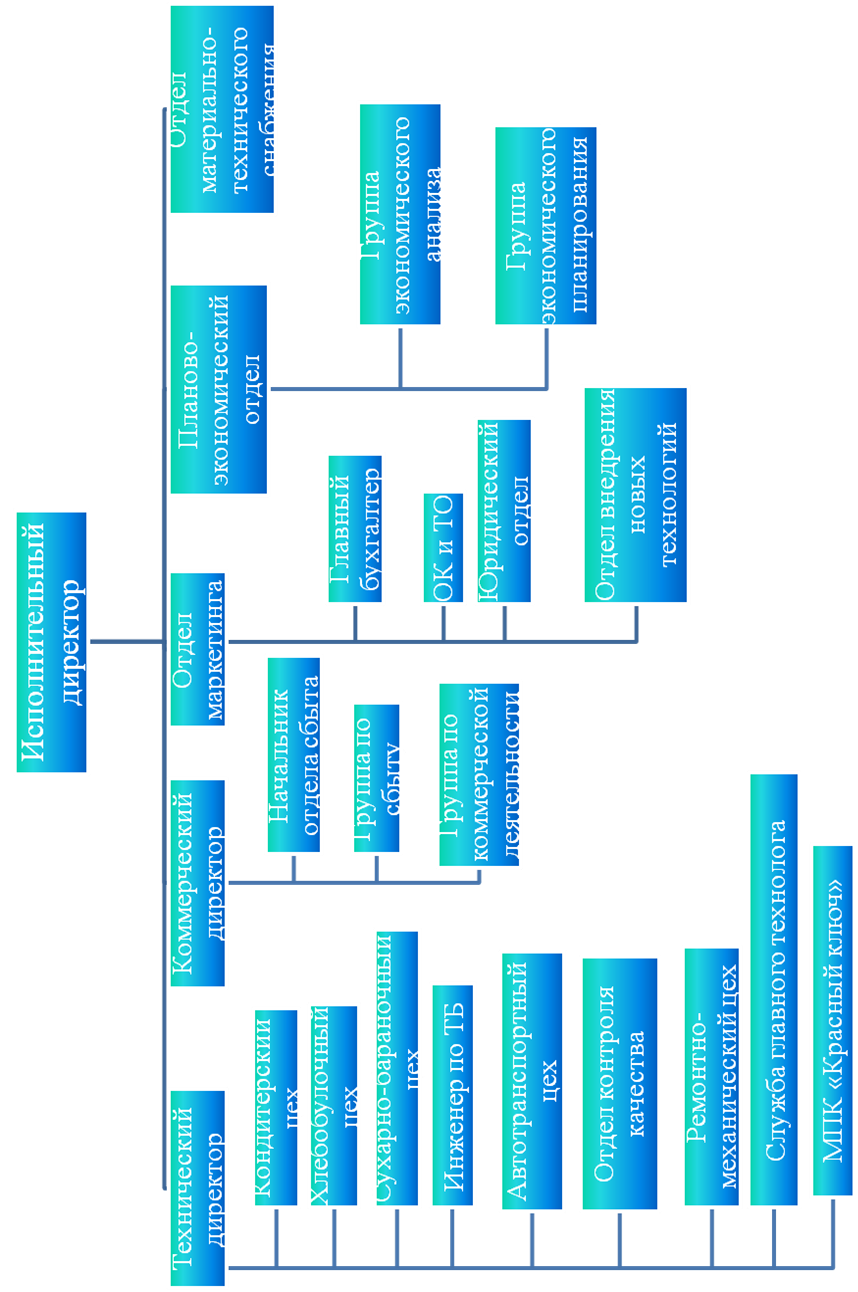 Исполнительный
директор
Технический
директор
Коммерческий
директор
Отдел
маркетинга
Планово-
экономический
отдел
Отдел
материально-
технического
снабжения
Кондитерский
цех
Хлебобулочный
цех
Сухарно-бараночный
цех
Инженер по ТБ
Автотранспортный
цех
Отдел контроля
качества
Ремонтно-
механический цех
Служба главного технолога
МПК «Красный ключ»
Начальник
отдела сбыта
Группа по
сбыту
Группа по
коммерческой
деятельности
Главный
бухгалтер
ОК и ТО
Юридический
отдел
Отдел внедрения
новых
технологий
Группа
экономического
анализа
Группа
экономического
планирования